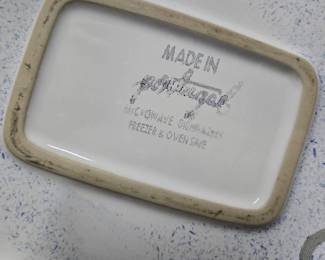 MADE IN
portugal
MICROWAVE DISHWASHER
FREEZER & OVEN SAFE